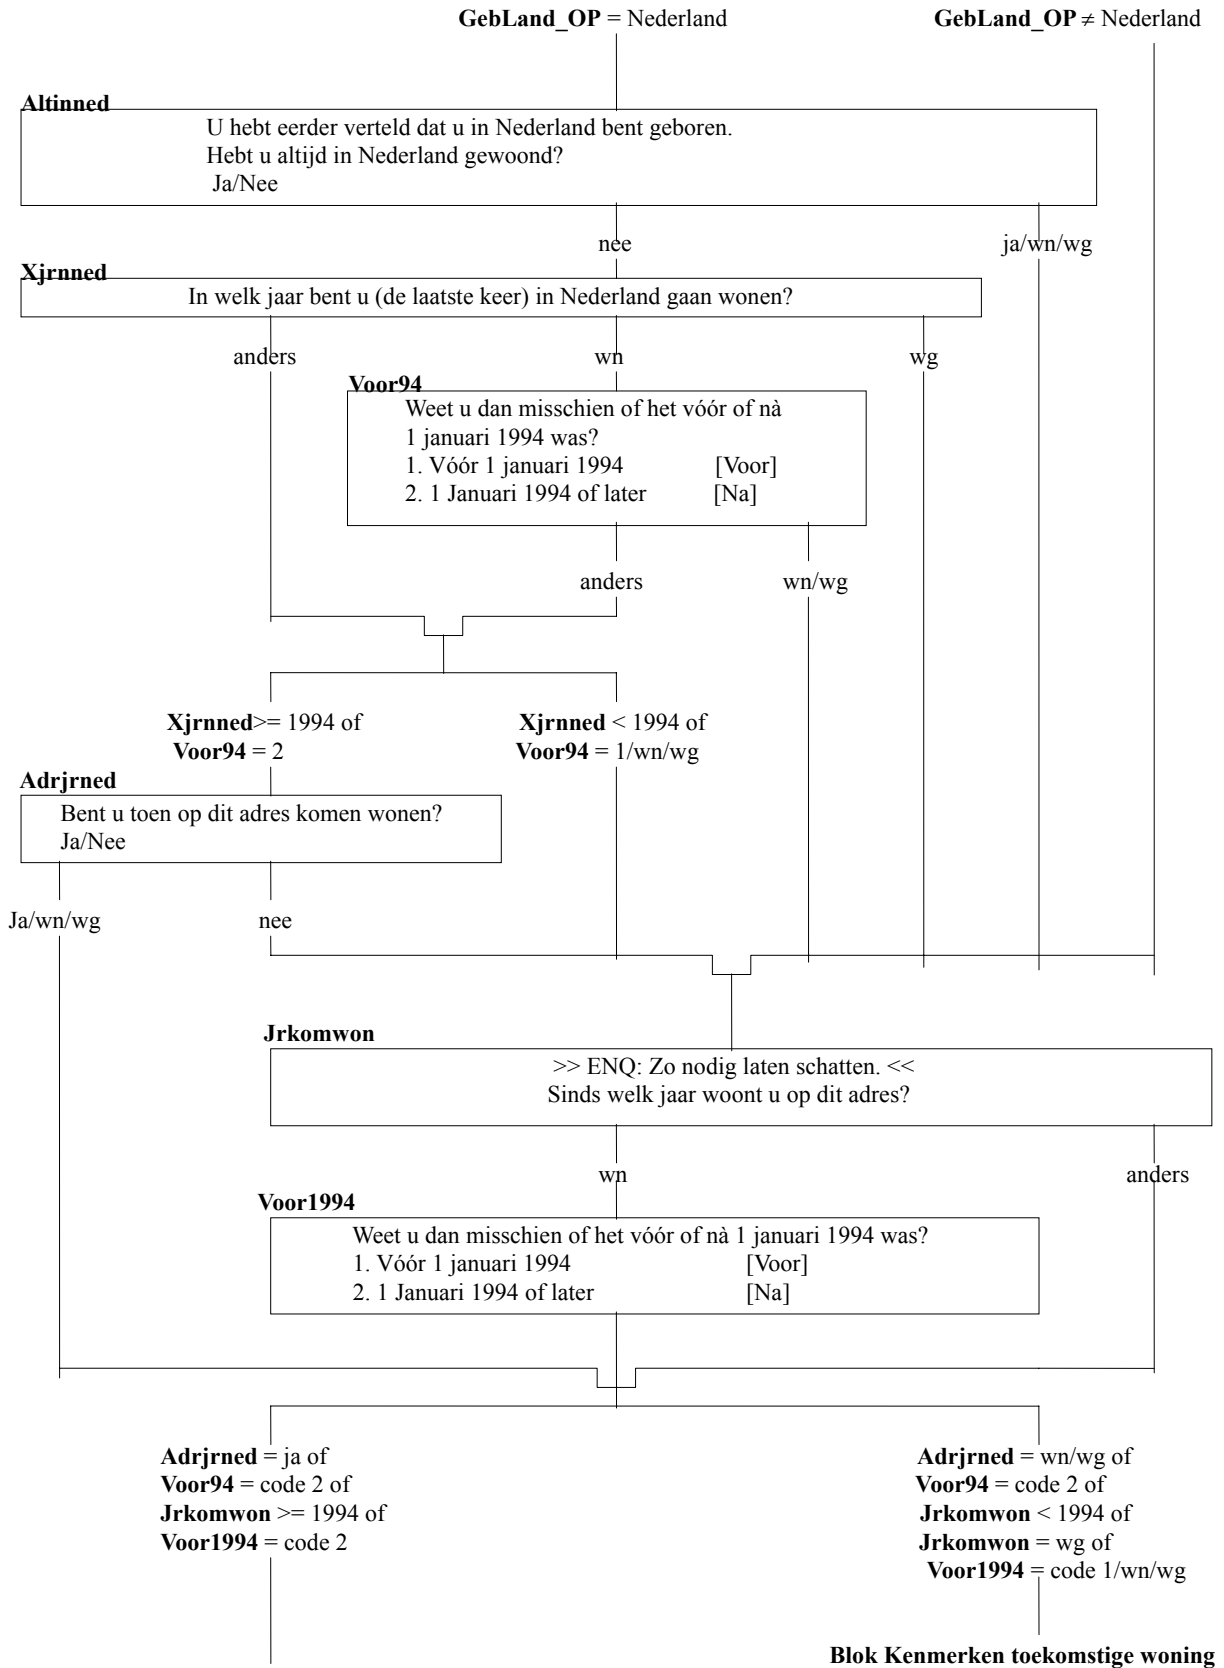 GebLand_OP = Nederland
GebLand_OP ≠ Nederland
Altinned
U hebt eerder verteld dat u in Nederland bent geboren.
Hebt u altijd in Nederland gewoond?
Ja/Nee
nee
ja/wn/wg
Xjrnned
In welk jaar bent u (de laatste keer) in Nederland gaan wonen?
anders
wn
wg
Voor94
Weet u dan misschien of het vóór of nà
1 januari 1994 was?
1. Vóór 1 januari 1994 [Voor]
2. 1 Januari 1994 of later [Na]
anders
wn/wg
Xjrnned>= 1994 of
Voor94 = 2
Xjrnned < 1994 of
Voor94 = 1/wn/wg
Adrjrned
Bent u toen op dit adres komen wonen?
Ja/Nee
Ja/wn/wg
nee
Jrkomwon
>> ENQ: Zo nodig laten schatten. <<
Sinds welk jaar woont u op dit adres?
wn
anders
Voor1994
Weet u dan misschien of het vóór of nà 1 januari 1994 was?
1. Vóór 1 januari 1994 [Voor]
2. 1 Januari 1994 of later [Na]
Adrjrned = ja of
Voor94 = code 2 of
Jrkomwon >= 1994 of
Voor1994 = code 2
Adrjrned = wn/wg of
Voor94 = code 2 of
Jrkomwon < 1994 of
Jrkomwon = wg of
Voor1994 = code 1/wn/wg
Blok Kenmerken toekomstige woning